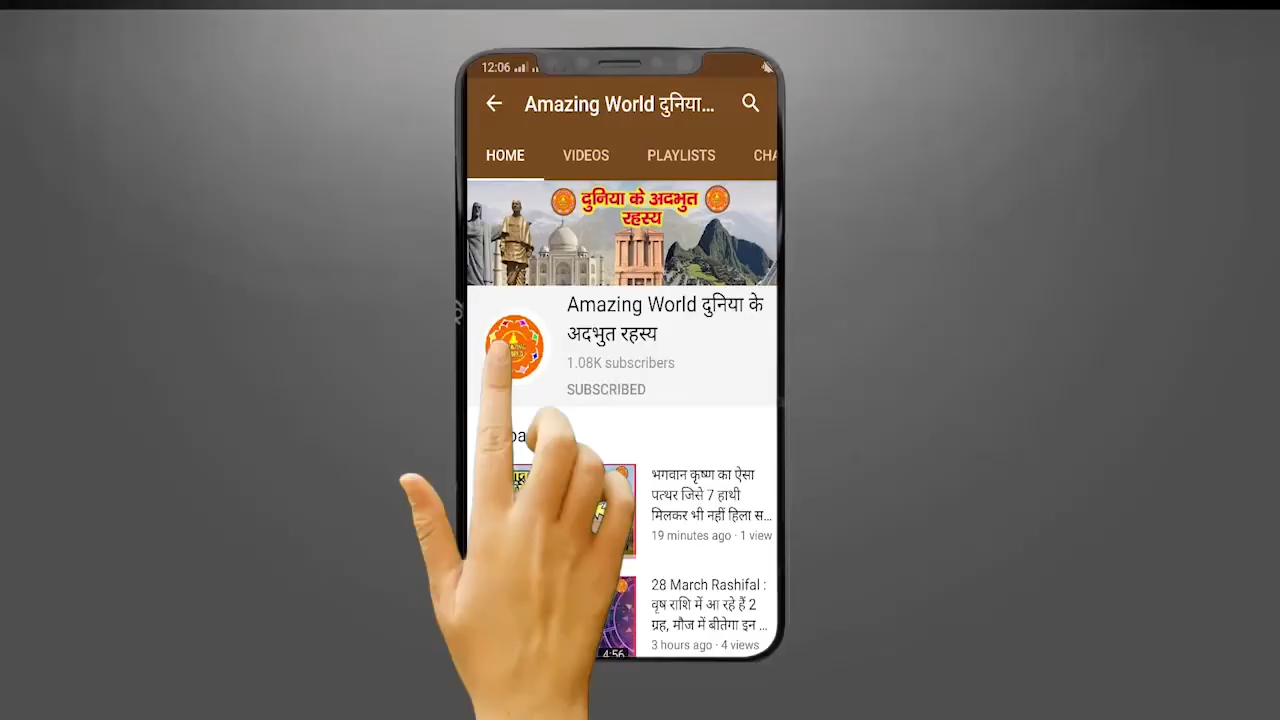 12:06
Amazing World दुनिया...
HOME VIDEOS PLAYLISTS CHA
दुनिया के अदभुत
रहस्य
Amazing World दुनिया के
अदभुत रहस्य
1.08K subscribers
SUBSCRIBED
भगवान कृष्ण का ऐसा
पत्थर जिसे 7 हाथी
मिलकर भी नहीं हिला स...
19 minutes ago · 1 view
28 March Rashifal :
वृष राशि में आ रहे हैं 2
ग्रह, मौज में बीतेगा इन ...
3 hours ago · 4 views
4:56